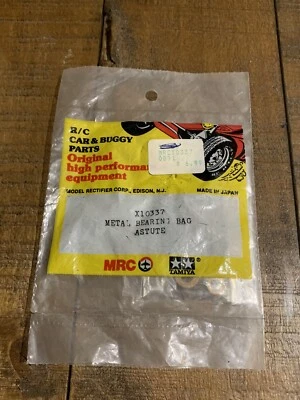 R/C
CAR & BUGGY
PARTS
Original
high performa
equipment
MODEL RECTIFIER CORP., EDISON, N.J.
MADE IN JAPAN
X10337
METAL BEARING BAG
ASTUTE
MRC
TAMIYA